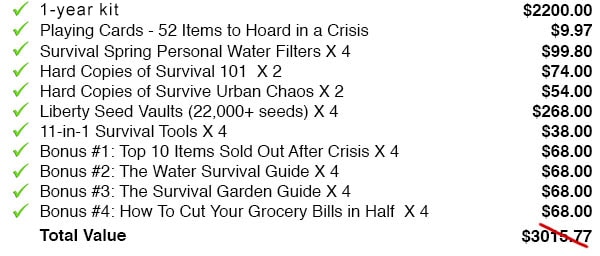 1-year kit $2200.00
Playing Cards - 52 Items to Hoard in a Crisis $9.97
Survival Spring Personal Water Filters X 4 $99.80
Hard Copies of Survival 101 X 2 $74.00
Hard Copies of Survive Urban Chaos X 2 $54.00
Liberty Seed Vaults (22,000+ seeds) X 4 $268.00
11-in-1 Survival Tools X 4 $38.00
Bonus #1: Top 10 Items Sold Out After Crisis X 4 $68.00
Bonus #2: The Water Survival Guide X 4 $68.00
Bonus #3: The Survival Garden Guide X 4 $68.00
Bonus #4: How To Cut Your Grocery Bills in Half X 4 $68.00
Total Value $3015.77